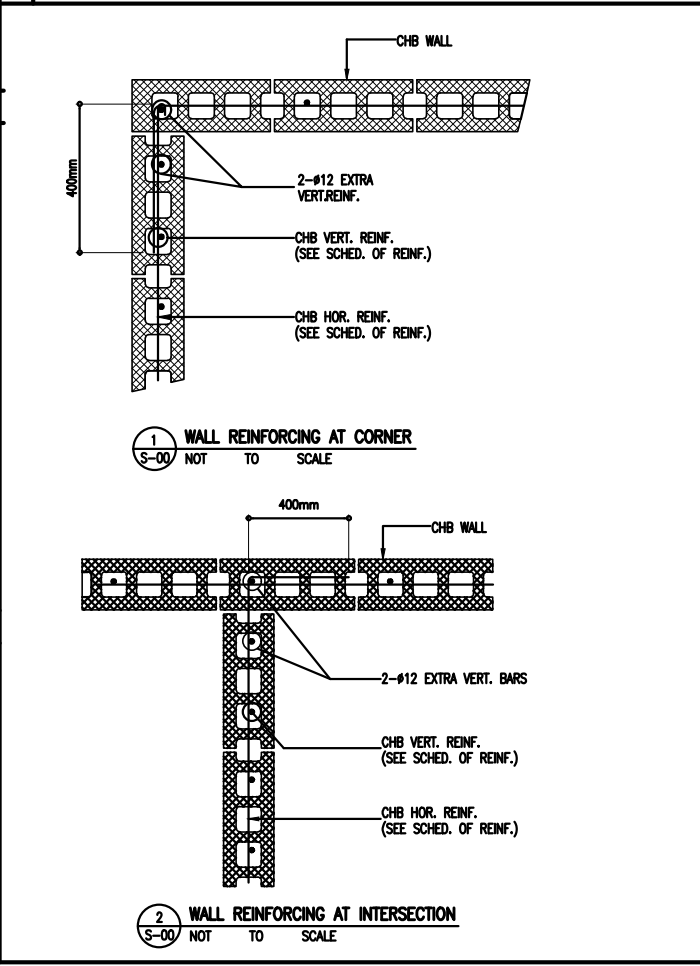 CHB WALL
400mm
2-ø12 EXTRA
VERT.REINF.
CHB VERT. REINF.
(SEE SCHED. OF REINF.)
CHB HOR. REINF.
(SEE SCHED. OF REINF.)
1
S-00
WALL REINFORCING AT CORNER
NOT TO SCALE
400mm
CHB WALL
2-ø12 EXTRA VERT. BARS
CHB VERT. REINF.
(SEE SCHED. OF REINF.)
CHB HOR. REINF.
(SEE SCHED. OF REINF.)
2
S-00
WALL REINFORCING AT INTERSECTION
NOT TO SCALE